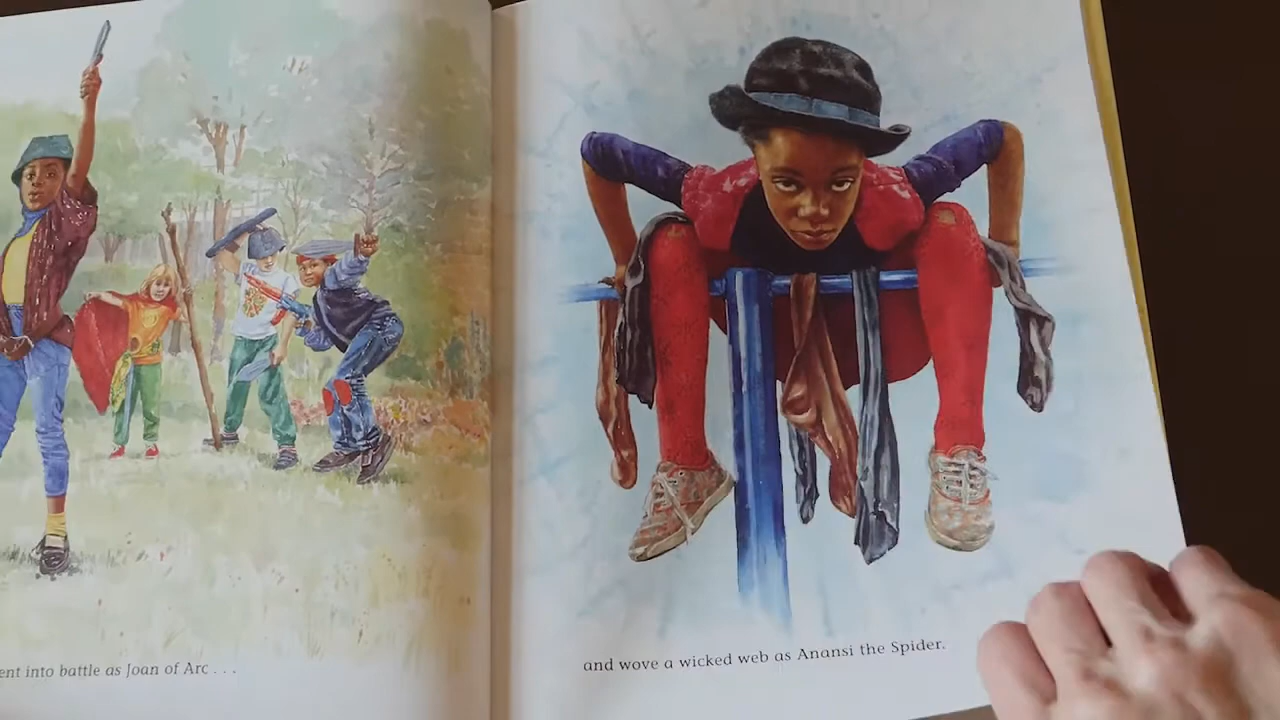 ent into battle as Joan of Arc . . .
and wove a wicked web as Anansi the Spider.